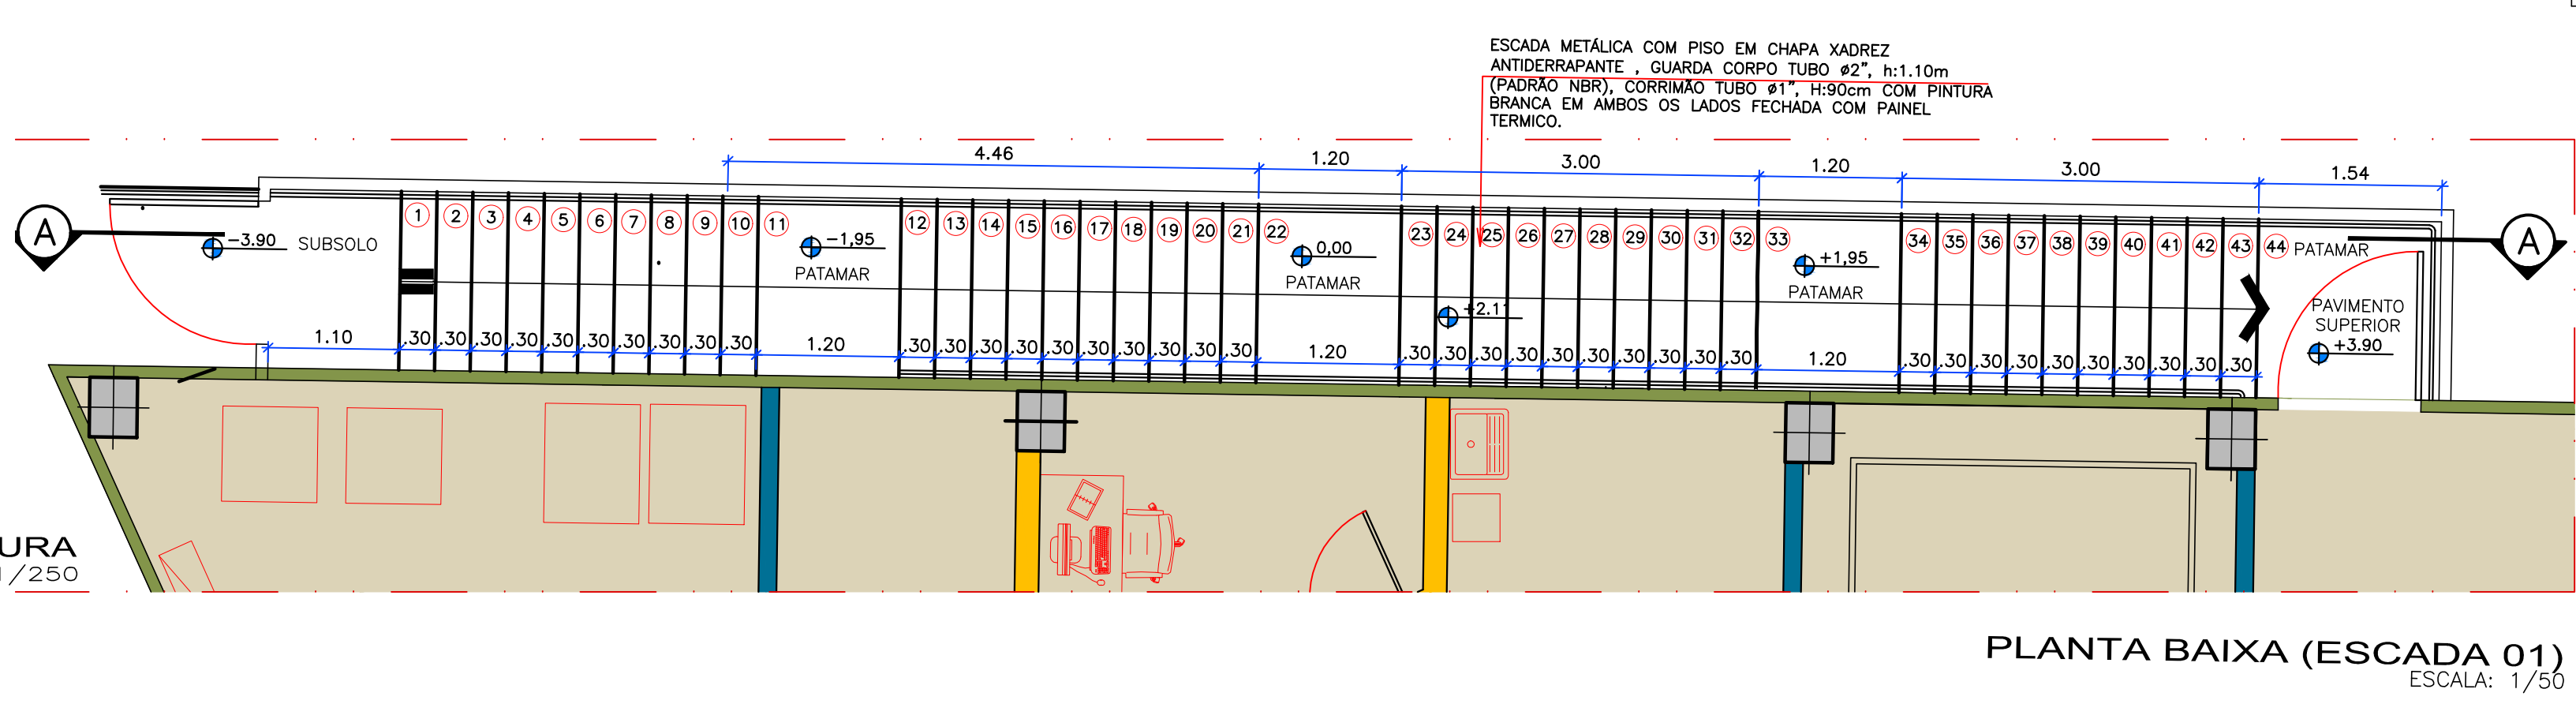 ESCADA METÁLICA COM PISO EM CHAPA XADREZ
ANTIDERRAPANTE , GUARDA CORPO TUBO ø2", h:1.10m
(PADRÃO NBR), CORRIMÃO TUBO ø1", H:90cm COM PINTURA
BRANCA EM AMBOS OS LADOS FECHADA COM PAINEL
TERMICO.
4.46 1.20 3.00 1.20 3.00 1.54
1 2 3 4 5 6 7 8 9 10 11 12 13 14 15 16 17 18 19 20 21 22 23 24 25 26 27 28 29 30 31 32 33 34 35 36 37 38 39 40 41 42 43 44 PATAMAR
A -3.90 SUBSOLO -1,95 0,00 +1,95 A
PATAMAR PATAMAR PATAMAR
+2.11
PAVIMENTO
SUPERIOR
+3.90
1.10 .30 .30 .30 .30 .30 .30 .30 .30 .30 .30 1.20 .30 .30 .30 .30 .30 .30 .30 .30 .30 .30 1.20 .30 .30 .30 .30 .30 .30 .30 .30 .30 .30 1.20 .30 .30 .30 .30 .30 .30 .30 .30 .30 .30
URA
/250
PLANTA BAIXA (ESCADA 01)
ESCALA: 1/50